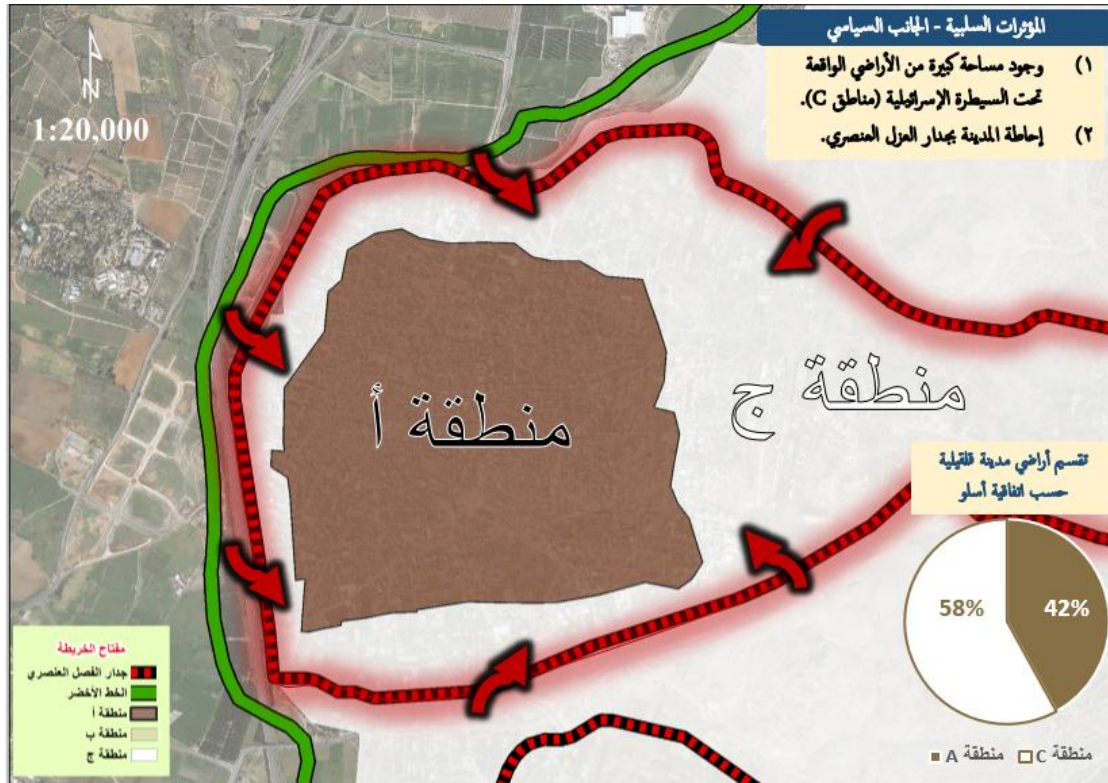 المؤثرات السلبية - الجانب السياسي
١) وجود مساحة كبيرة من الأراضي الواقعة
تحت السيطرة الإسرائيلية (مناطق C).
٢) إحاطة المدينة بجدار العزل العنصري.
N
1:20,000
منطقة أ
منطقة ج
تقسيم أراضي مدينة قلقيلية
حسب اتفاقية أسلو
58%
42%
منطقة C
منطقة A
مفتاح الخريطة
جدار الفصل العنصري
الخط الأخضر
منطقة أ
منطقة ب
منطقة ج